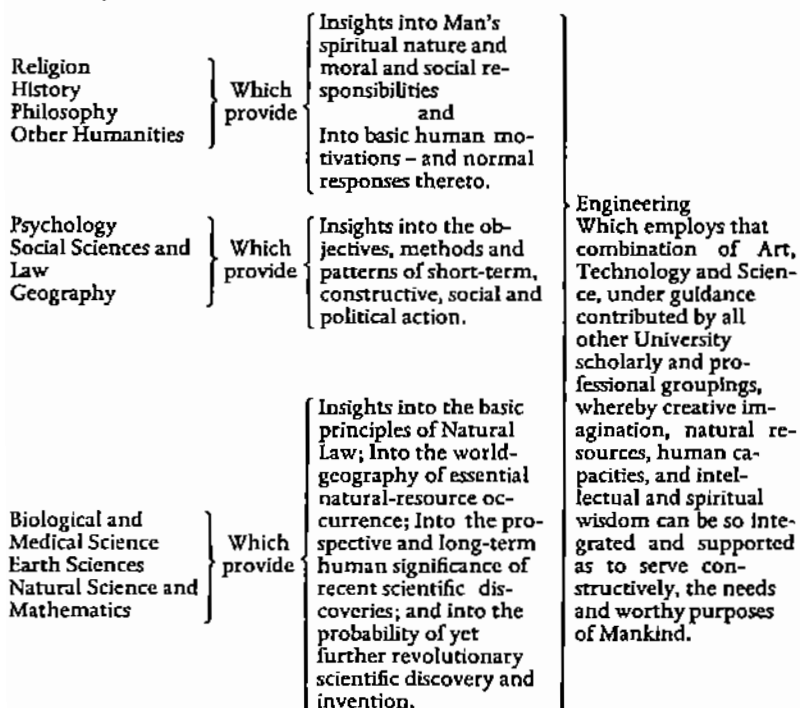 Religion
History
Philosophy
Other Humanities
Which
provide
Insights into Man's
spiritual nature and
moral and social re-
sponsibilities
and
Into basic human mo-
tivations – and normal
responses thereto.
Psychology
Social Sciences and
Law
Geography
Which
provide
Insights into the ob-
jectives, methods and
patterns of short-term,
constructive, social and
political action.
Biological and
Medical Science
Earth Sciences
Natural Science and
Mathematics
Which
provide
Insights into the basic
principles of Natural
Law; Into the world-
geography of essential
natural-resource oc-
currence; Into the pro-
spective and long-term
human significance of
recent scientific dis-
coveries; and into the
probability of yet
further revolutionary
scientific discovery and
invention.
Engineering
Which employs that
combination of Art,
Technology and Scien-
ce, under guidance
contributed by all
other University
scholarly and pro-
fessional groupings,
whereby creative im-
agination, natural re-
sources, human ca-
pacities, and intel-
lectual and spiritual
wisdom can be so inte-
grated and supported
as to serve con-
structively, the needs
and worthy purposes
of Mankind.